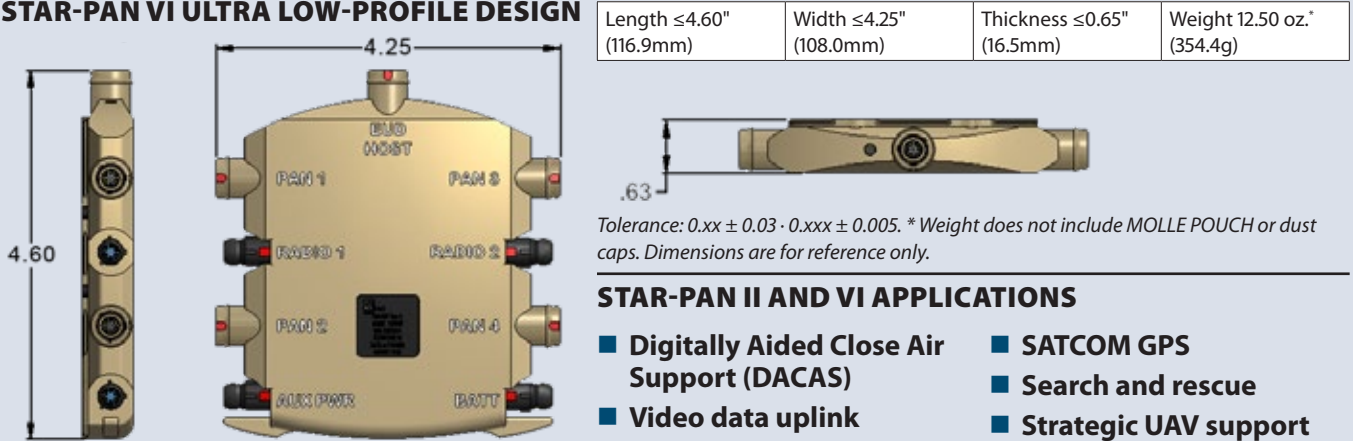 STAR-PAN VI ULTRA LOW-PROFILE DESIGN
4.25
4.60
EUD
HOST
PAN 1
PAN 3
RADIO 1
RADIO 2
PAN 2
PAN 4
AUX PWR
BATT
Length ≤4.60" Width ≤4.25" Thickness ≤0.65" Weight 12.50 oz.*
(116.9mm) (108.0mm) (16.5mm) (354.4g)
.63
Tolerance: 0.xx ± 0.03 · 0.xxx ± 0.005. * Weight does not include MOLLE POUCH or dust
caps. Dimensions are for reference only.
STAR-PAN II AND VI APPLICATIONS
■ Digitally Aided Close Air
Support (DACAS)
■ Video data uplink
■ SATCOM GPS
■ Search and rescue
■ Strategic UAV support